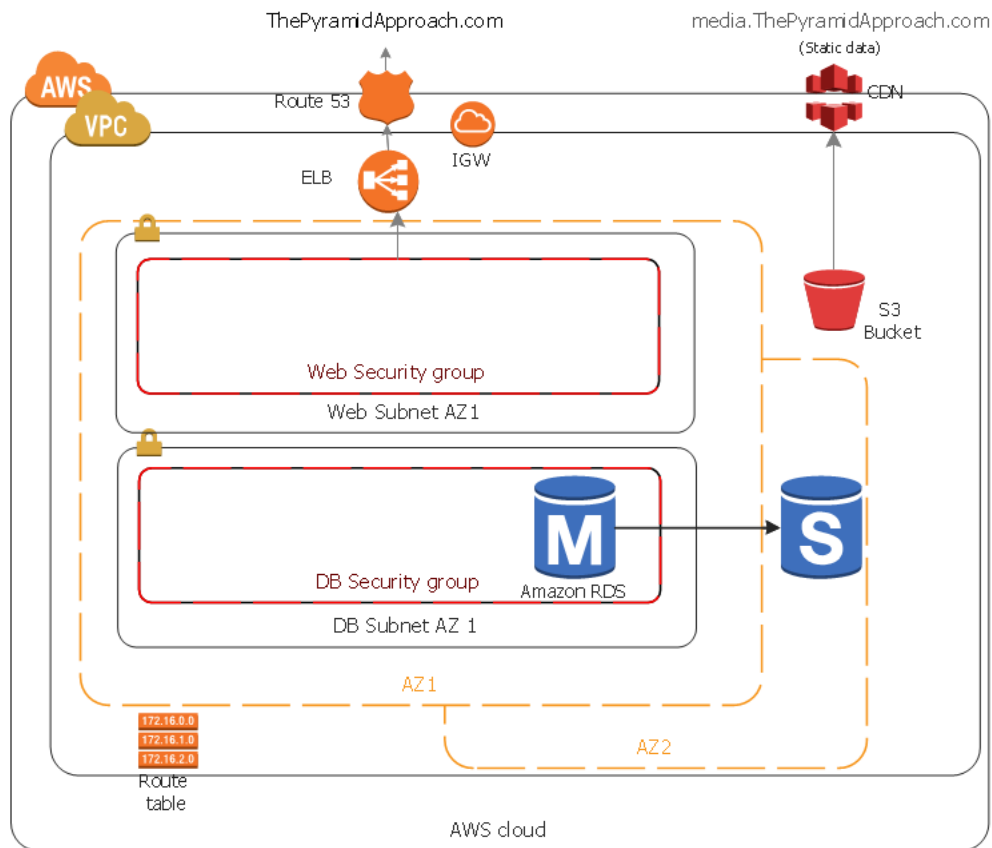 ThePyramidApproach.com
media.ThePyramidApproach.com
(Static data)
AWS
Route 53
CDN
VPC
IGW
ELB
S3
Bucket
Web Security group
Web Subnet AZ1
M
S
DB Security group
Amazon RDS
DB Subnet AZ 1
AZ1
172.16.0.0
172.16.1.0
172.16.2.0
AZ2
Route
table
AWS cloud